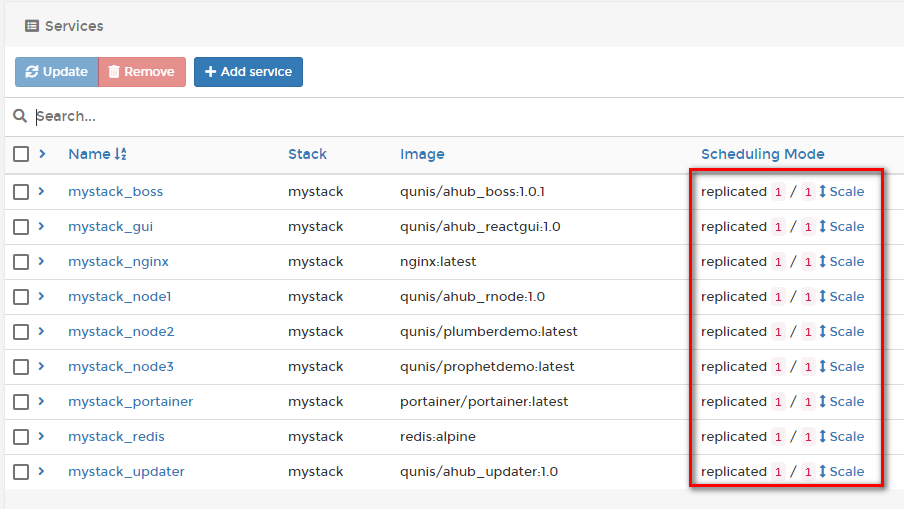 Services
Update Remove Add service
Search...
Name Stack Image Scheduling Mode
mystack_boss mystack qunis/ahub_boss:1.0.1 replicated 1 / 1 Scale
mystack_gui mystack qunis/ahub_reactgui:1.0 replicated 1 / 1 Scale
mystack_nginx mystack nginx:latest replicated 1 / 1 Scale
mystack_node1 mystack qunis/ahub_rnode:1.0 replicated 1 / 1 Scale
mystack_node2 mystack qunis/plumberdemo:latest replicated 1 / 1 Scale
mystack_node3 mystack qunis/prophetdemo:latest replicated 1 / 1 Scale
mystack_portainer mystack portainer/portainer:latest replicated 1 / 1 Scale
mystack_redis mystack redis:alpine replicated 1 / 1 Scale
mystack_updater mystack qunis/ahub_updater:1.0 replicated 1 / 1 Scale